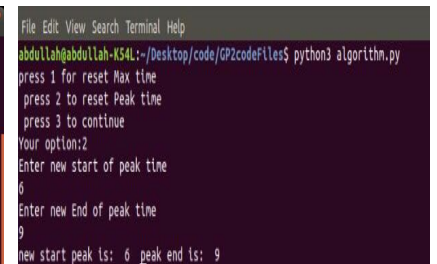 File Edit View Search Terminal Help
abdullah@abdullah-K54L:~/Desktop/code/GP2codeFiles$ python3 algorithm.py
press 1 for reset Max time
 press 2 to reset Peak time
 press 3 to continue
Your option:2
Enter new start of peak time
6
Enter new End of peak time
9
new start peak is:  6  peak end is:  9